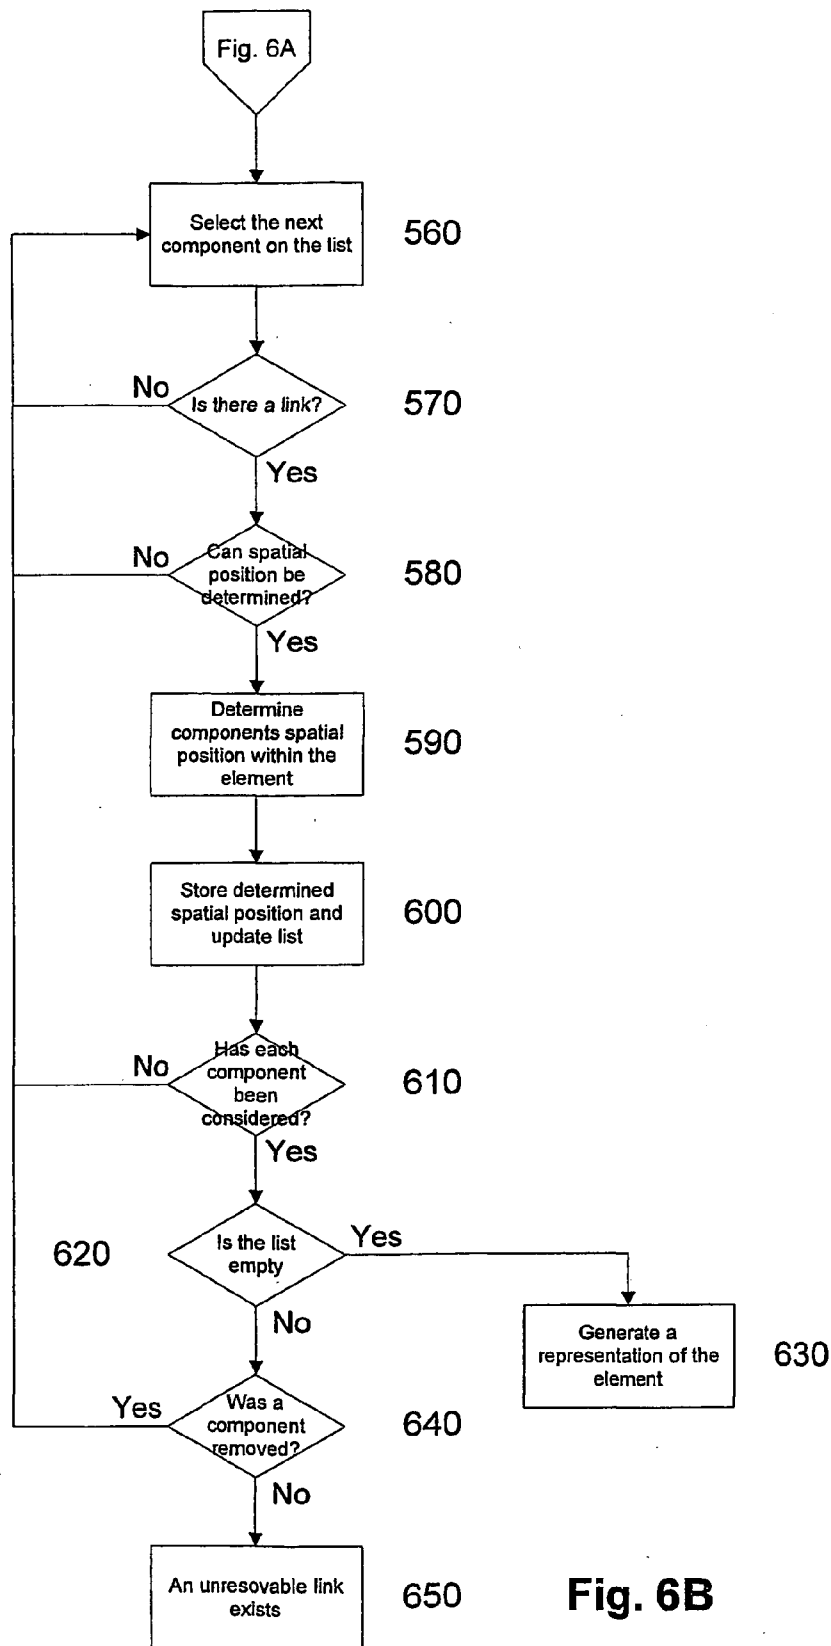 Fig. 6A
Select the next
component on the list
560
No
Is there a link?
570
Yes
No
Can spatial
position be
determined?
580
Yes
Determine
components spatial
position within the
element
590
Store determined
spatial position and
update list
600
No
Has each
component
been
considered?
610
Yes
620
Is the list
empty
Yes
No
Generate a
representation of the
element
630
Yes
Was a
component
removed?
640
No
An unresovable link
exists
650
Fig. 6B